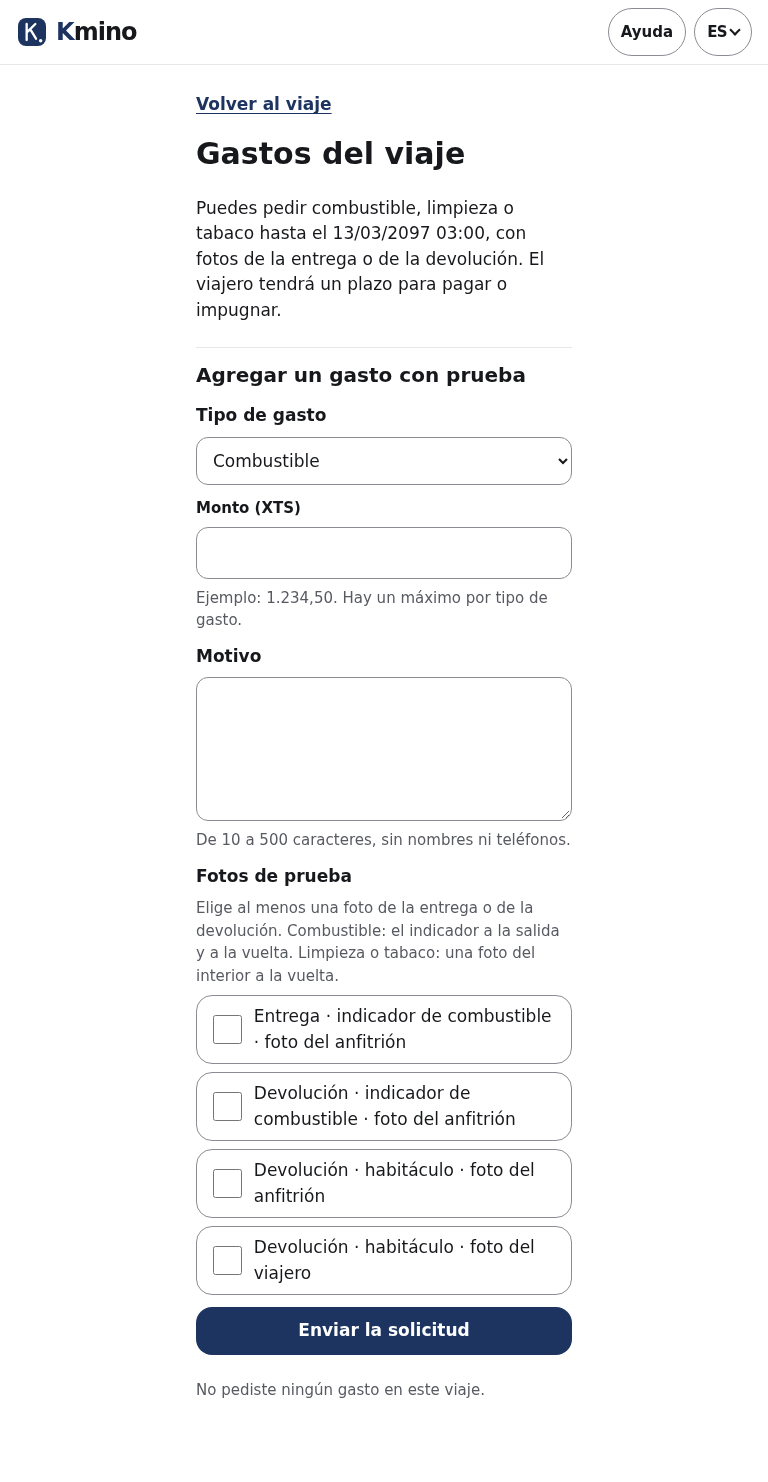 Kmino
Ayuda
ES
Volver al viaje
Gastos del viaje
Puedes pedir combustible, limpieza o
tabaco hasta el 13/03/2097 03:00, con
fotos de la entrega o de la devolución. El
viajero tendrá un plazo para pagar o
impugnar.
Agregar un gasto con prueba
Tipo de gasto
Combustible
Monto (XTS)
Ejemplo: 1.234,50. Hay un máximo por tipo de
gasto.
Motivo
De 10 a 500 caracteres, sin nombres ni teléfonos.
Fotos de prueba
Elige al menos una foto de la entrega o de la
devolución. Combustible: el indicador a la salida
y a la vuelta. Limpieza o tabaco: una foto del
interior a la vuelta.
Entrega · indicador de combustible
· foto del anfitrión
Devolución · indicador de
combustible · foto del anfitrión
Devolución · habitáculo · foto del
anfitrión
Devolución · habitáculo · foto del
viajero
Enviar la solicitud
No pediste ningún gasto en este viaje.